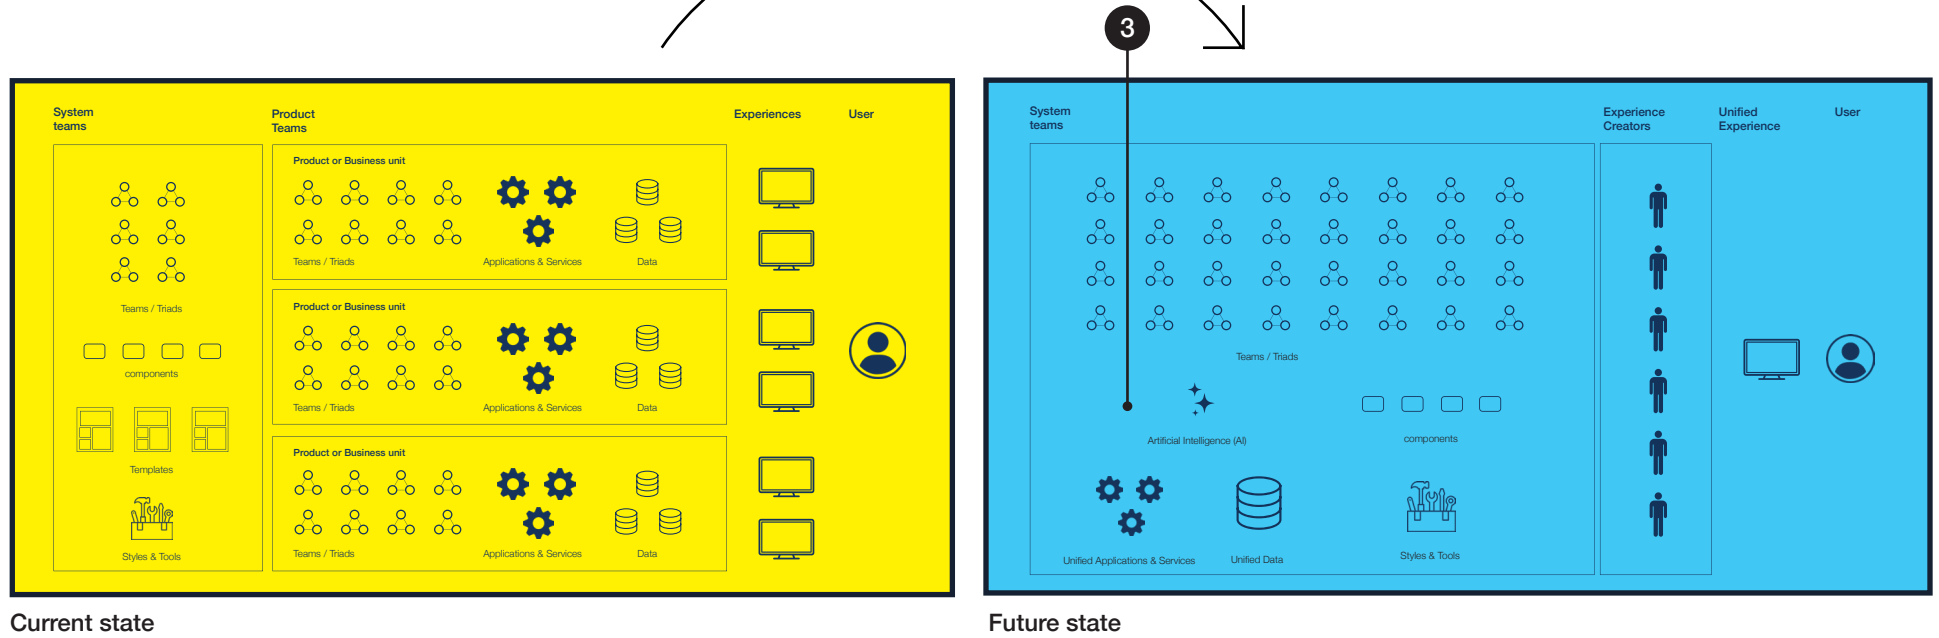 3
System
teams
Product
Teams
Experiences
User
Product or Business unit
Teams / Triads
Applications & Services
Data
Teams / Triads
components
Templates
Styles & Tools
Product or Business unit
Teams / Triads
Applications & Services
Data
Product or Business unit
Teams / Triads
Applications & Services
Data
Current state
System
teams
Experience
Creators
Unified
Experience
User
Teams / Triads
Artificial Intelligence (AI)
components
Unified Applications & Services
Unified Data
Styles & Tools
Future state